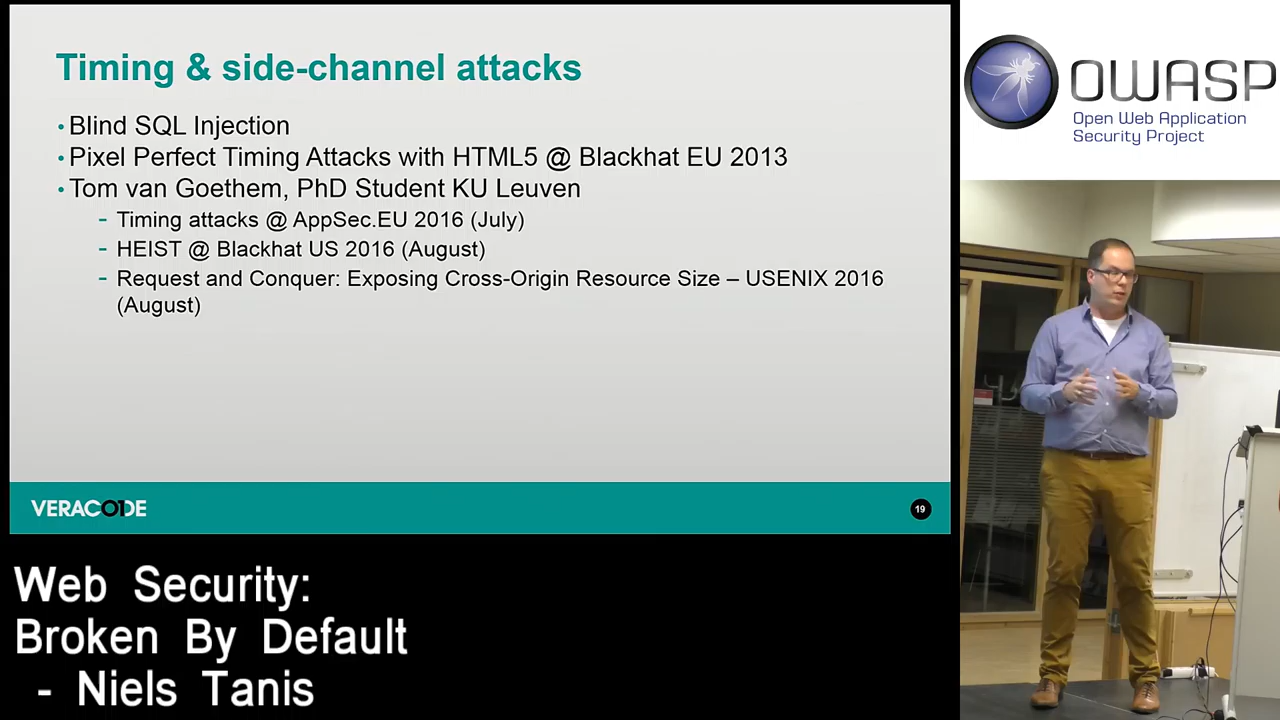 Timing & side-channel attacks
• Blind SQL Injection
• Pixel Perfect Timing Attacks with HTML5 @ Blackhat EU 2013
• Tom van Goethem, PhD Student KU Leuven
- Timing attacks @ AppSec.EU 2016 (July)
- HEIST @ Blackhat US 2016 (August)
- Request and Conquer: Exposing Cross-Origin Resource Size – USENIX 2016
(August)
VERACODE
19
OWASP
Open Web Application
Security Project
Web Security:
Broken By Default
- Niels Tanis